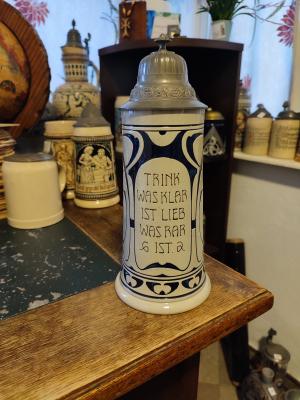 TRINK
WAS KLAR
IST LIEB
WAS RAR
IST.